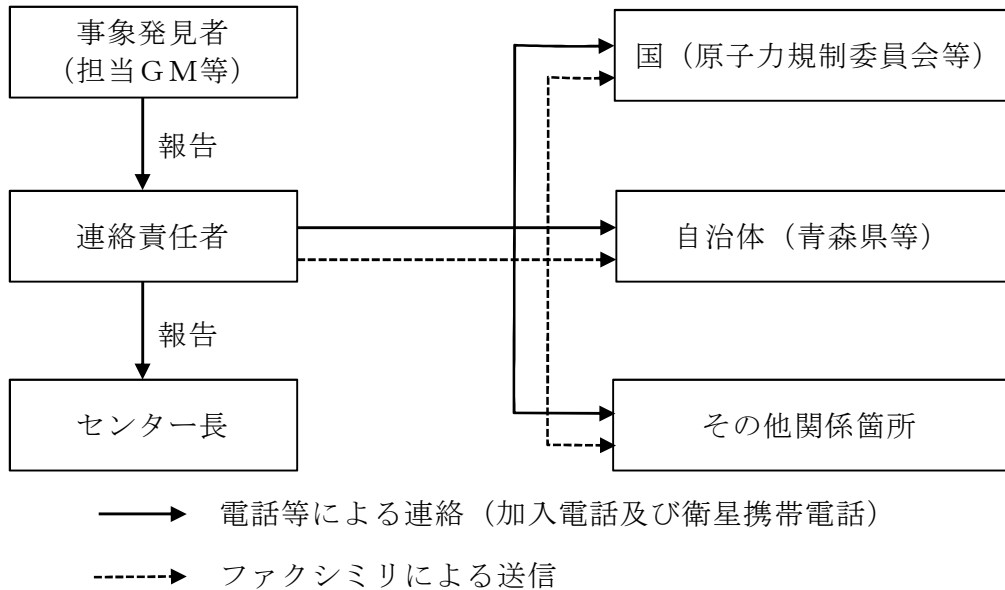 事象発見者
（担当ＧＭ等）
国（原子力規制委員会等）
報告
連絡責任者
自治体（青森県等）
報告
センター長
その他関係箇所
電話等による連絡（加入電話及び衛星携帯電話）
ファクシミリによる送信